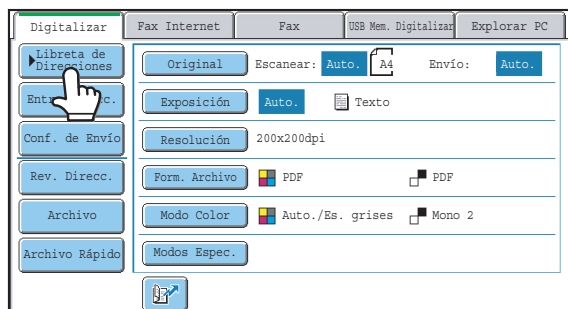 Digitalizar Fax Internet Fax USB Mem. Digitalizar Explorar PC
Libreta de
Direcciones
Original Escanear: Auto. A4 Envío: Auto.
Exposición Auto. Texto
Conf. de Envío Resolución 200x200dpi
Rev. Direcc. Form. Archivo PDF PDF
Archivo Modo Color Auto./Es. grises Mono 2
Archivo Rápido Modos Espec.